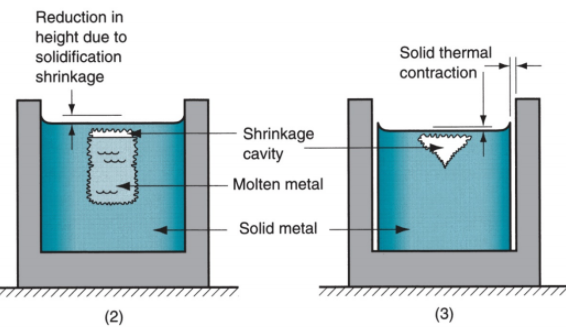 Reduction in
height due to
solidification
shrinkage
Solid thermal
contraction
Shrinkage
cavity
Molten metal
Solid metal
(2)
(3)